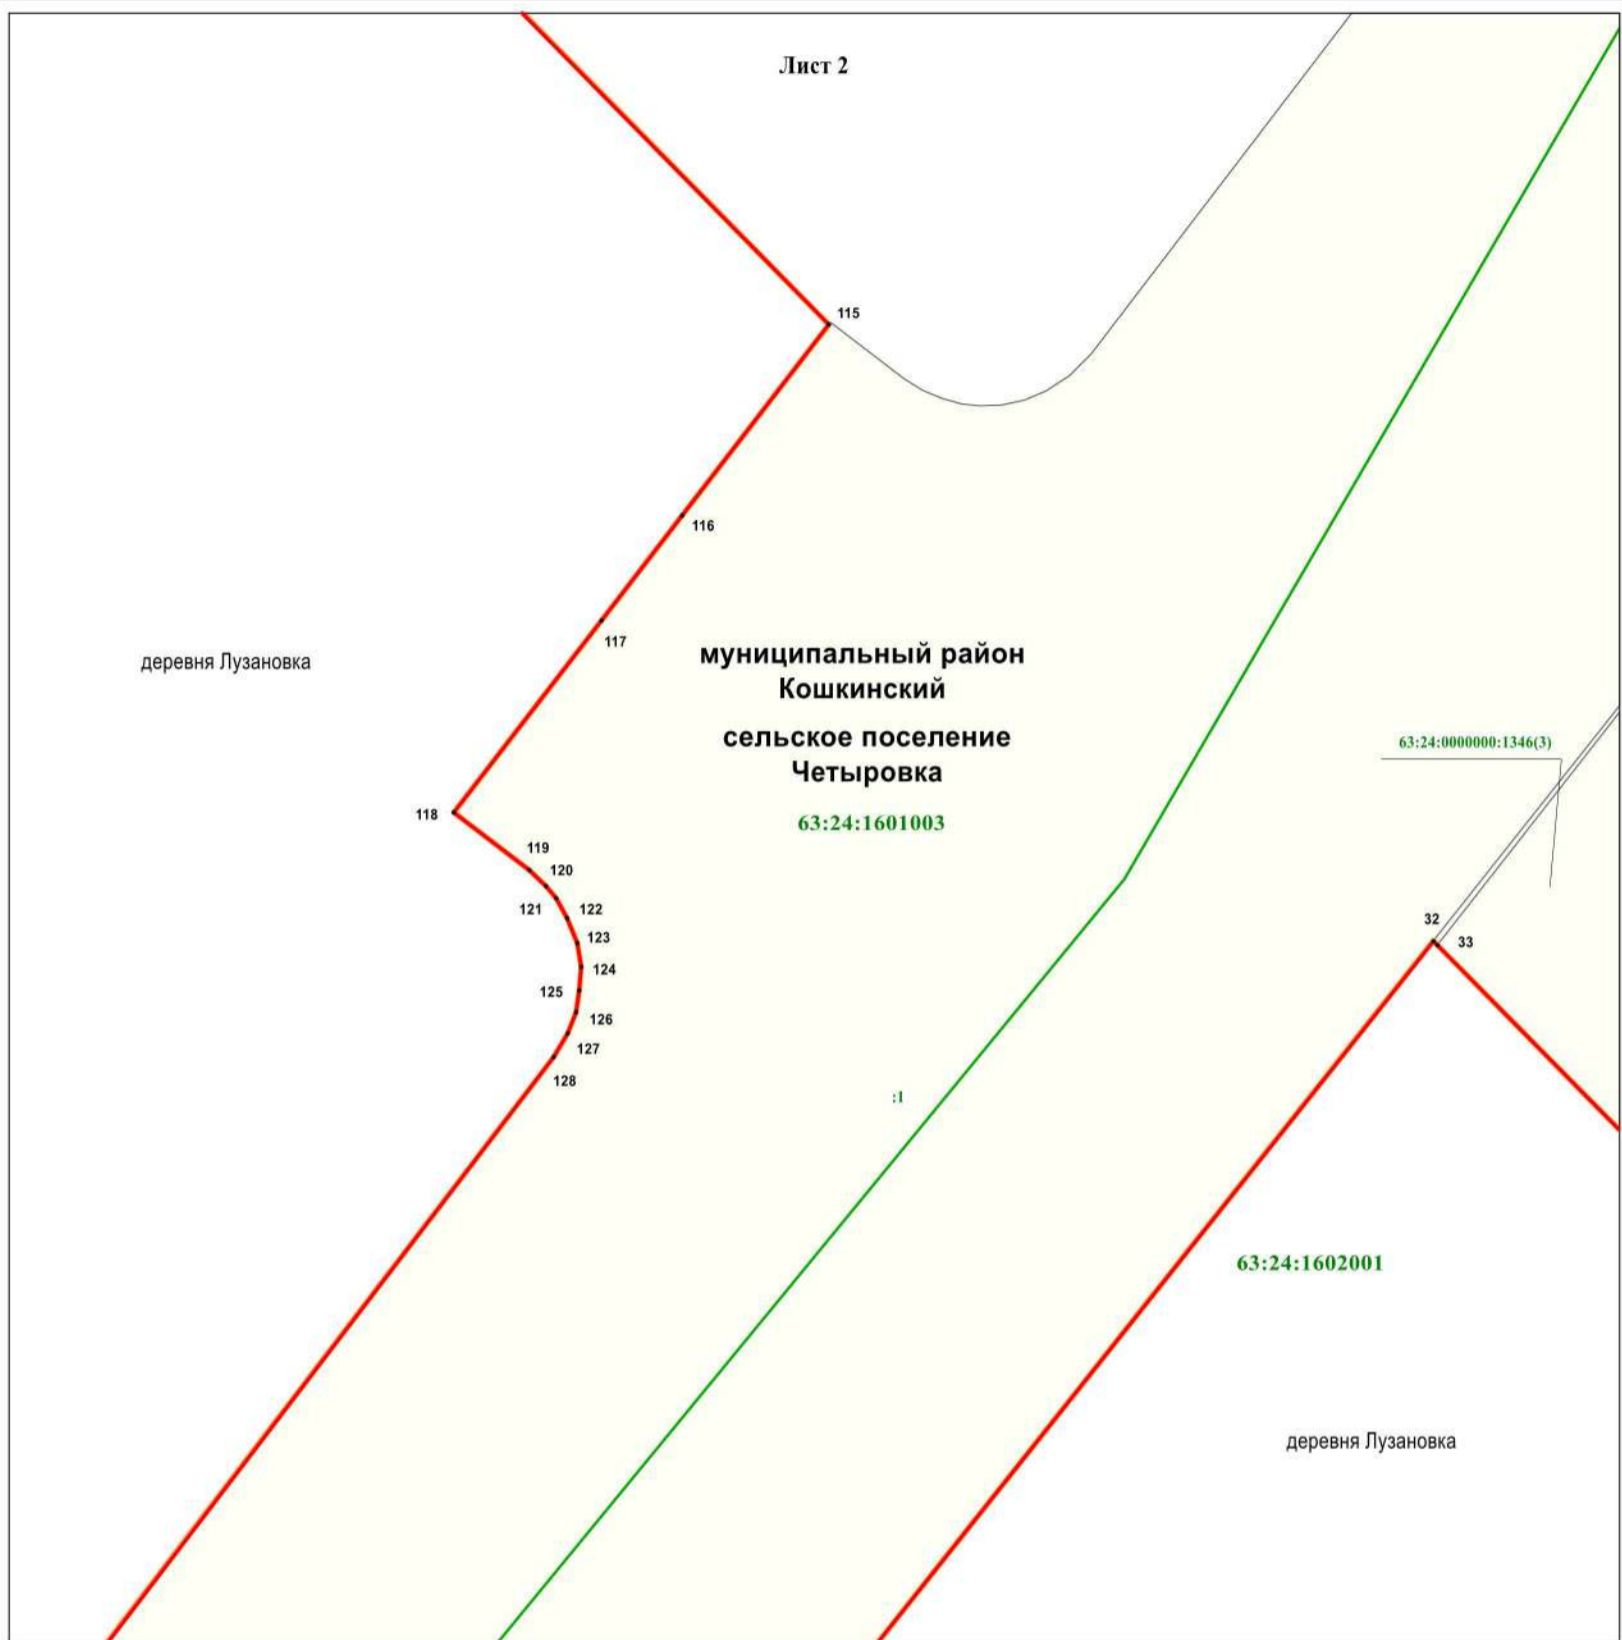 Лист 2
115
116
117
деревня Лузановка
муниципальный район
Кошкинский
сельское поселение
Четыровка
63:24:0000000:1346(3)
63:24:1601003
118
119
120
121
122
123
124
125
126
127
128
32
33
:1
63:24:1602001
деревня Лузановка